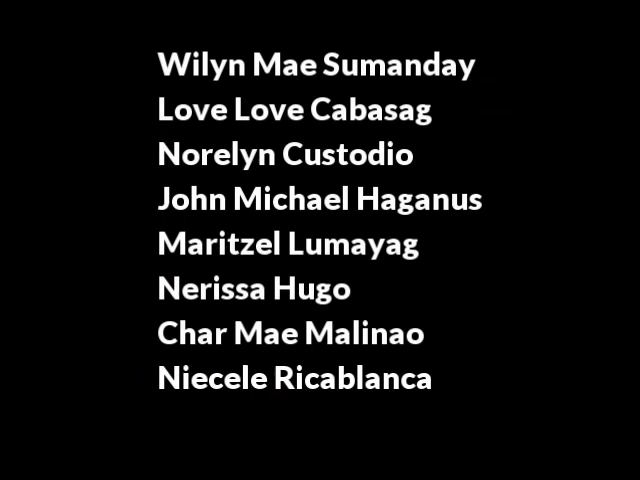 Wilyn Mae Sumanday
Love Love Cabasag
Norelyn Custodio
John Michael Haganus
Maritzel Lumayag
Nerissa Hugo
Char Mae Malinao
Niecele Ricablanca